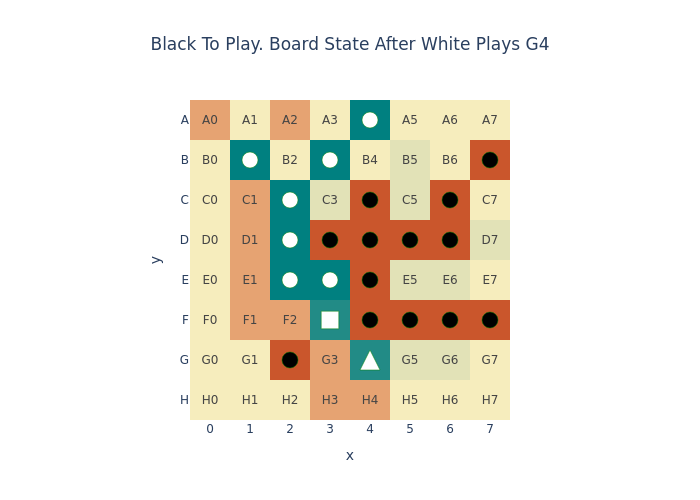 Black To Play. Board State After White Plays G4
A A0 A1 A2 A3 A5 A6 A7
B B0 B2 B4 B5 B6
C C0 C1 C3 C5 C7
D D0 D1 D7
E E0 E1 E5 E6 E7
F F0 F1 F2
G G0 G1 G3 G5 G6 G7
H H0 H1 H2 H3 H4 H5 H6 H7
0 1 2 3 4 5 6 7
x
y